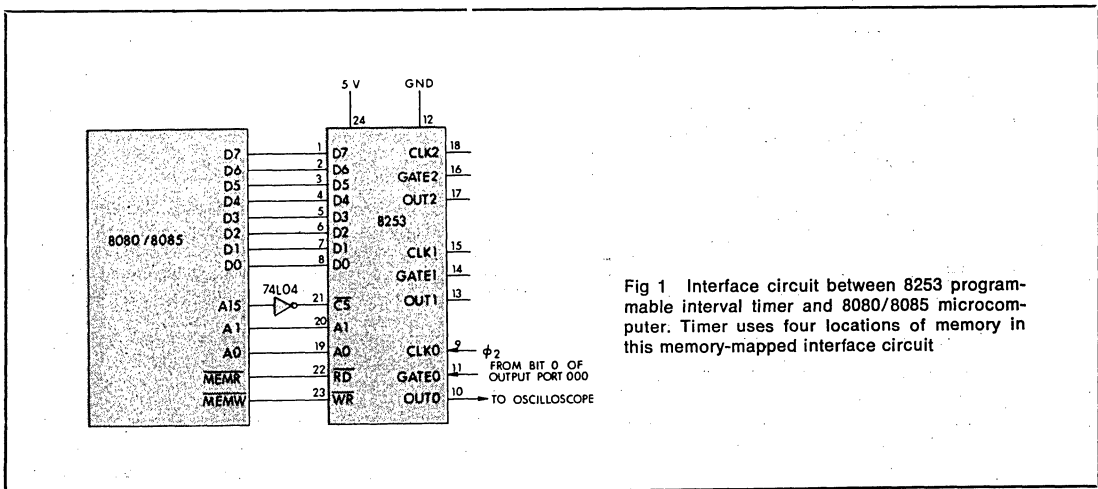 5 V GND
24 12
D7 1 D7 CLK2 18
D6 2 D6
D5 3 D5 GATE2 16
D4 4 D4 OUT2 17
D3 5 D3
8253
D2 6 D2
8080/8085
D1 7 D1 CLK1 15
D0 8 D0
GATE1 14
74L04
A15 21 CS OUT1 13
A1 20 A1
A0 19 A0 CLK0 9 ϕ2
FROM BIT 0 OF
MEMR 22 RD GATE0 11 OUTPUT PORT 000
MEMW 23 WR OUT0 10 TO OSCILLOSCOPE
Fig 1 Interface circuit between 8253 program-
mable interval timer and 8080/8085 microcom-
puter. Timer uses four locations of memory in
this memory-mapped interface circuit